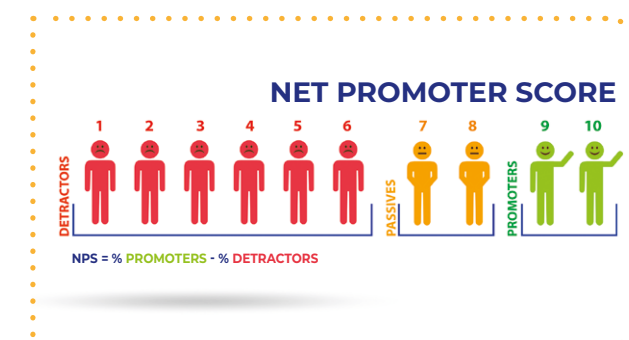 NET PROMOTER SCORE
1 2 3 4 5 6 7 8 9 10
DETRACTORS
PASSIVES
PROMOTERS
NPS = % PROMOTERS - % DETRACTORS